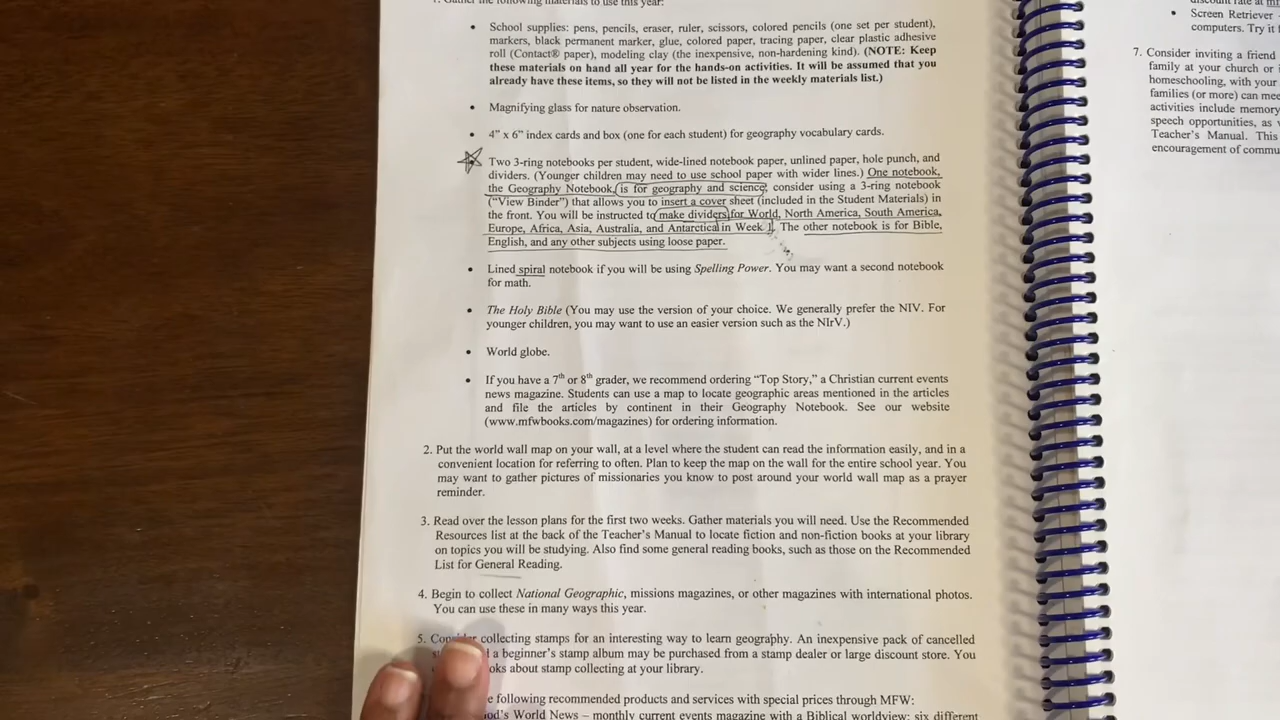 1. Gather the following materials to use this year:
• School supplies: pens, pencils, eraser, ruler, scissors, colored pencils (one set per student),
markers, black permanent marker, glue, colored paper, tracing paper, clear plastic adhesive
roll (Contact® paper), modeling clay (the inexpensive, non-hardening kind). (NOTE: Keep
these materials on hand all year for the hands-on activities. It will be assumed that you
already have these items, so they will not be listed in the weekly materials list.)
• Magnifying glass for nature observation.
• 4” x 6” index cards and box (one for each student) for geography vocabulary cards.
Two 3-ring notebooks per student, wide-lined notebook paper, unlined paper, hole punch, and
dividers. (Younger children may need to use school paper with wider lines.) One notebook,
the Geography Notebook, is for geography and science; consider using a 3-ring notebook
(“View Binder”) that allows you to insert a cover sheet (included in the Student Materials) in
the front. You will be instructed to make dividers for World, North America, South America,
Europe, Africa, Asia, Australia, and Antarctica in Week 1. The other notebook is for Bible,
English, and any other subjects using loose paper.
• Lined spiral notebook if you will be using Spelling Power. You may want a second notebook
for math.
• The Holy Bible (You may use the version of your choice. We generally prefer the NIV. For
younger children, you may want to use an easier version such as the NIrV.)
• World globe.
• If you have a 7th or 8th grader, we recommend ordering “Top Story,” a Christian current events
news magazine. Students can use a map to locate geographic areas mentioned in the articles
and file the articles by continent in their Geography Notebook. See our website
(www.mfwbooks.com/magazines) for ordering information.
2. Put the world wall map on your wall, at a level where the student can read the information easily, and in a
convenient location for referring to often. Plan to keep the map on the wall for the entire school year. You
may want to gather pictures of missionaries you know to post around your world wall map as a prayer
reminder.
3. Read over the lesson plans for the first two weeks. Gather materials you will need. Use the Recommended
Resources list at the back of the Teacher’s Manual to locate fiction and non-fiction books at your library
on topics you will be studying. Also find some general reading books, such as those on the Recommended
List for General Reading.
4. Begin to collect National Geographic, missions magazines, or other magazines with international photos.
You can use these in many ways this year.
5. Consider collecting stamps for an interesting way to learn geography. An inexpensive pack of cancelled
a beginner’s stamp album may be purchased from a stamp dealer or large discount store. You
about stamp collecting at your library.
following recommended products and services with special prices through MFW:
World News – monthly current events magazine with a Biblical worldview; six different
discount rate at
• Screen Retriever
computers. Try it
7. Consider inviting a friend
family at your church or
homeschooling, with your
families (or more) can
activities include
speech opportunities, as
Teacher’s Manual. This
encouragement of